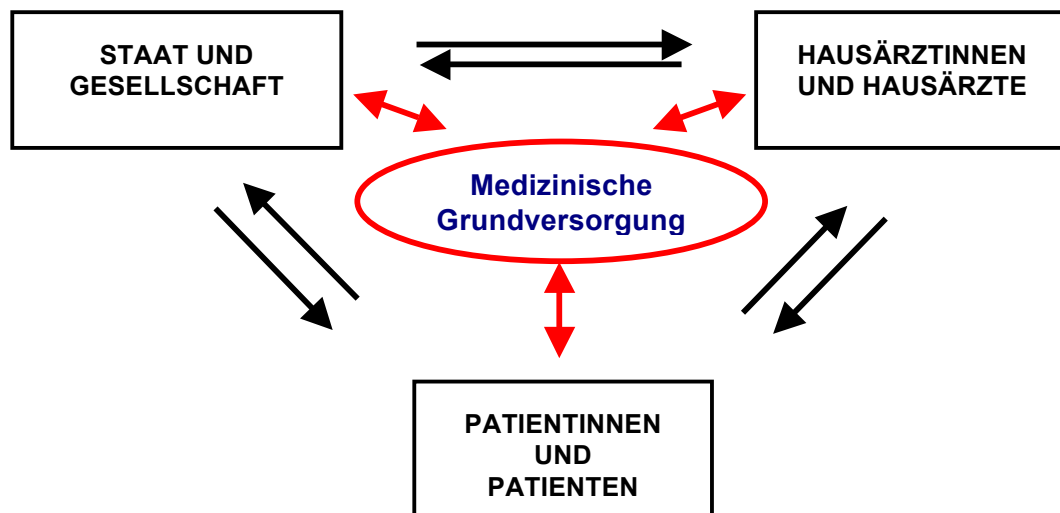 STAAT UND
GESELLSCHAFT
HAUSÄRZTINNEN
UND HAUSÄRZTE
Medizinische
Grundversorgung
PATIENTINNEN
UND
PATIENTEN